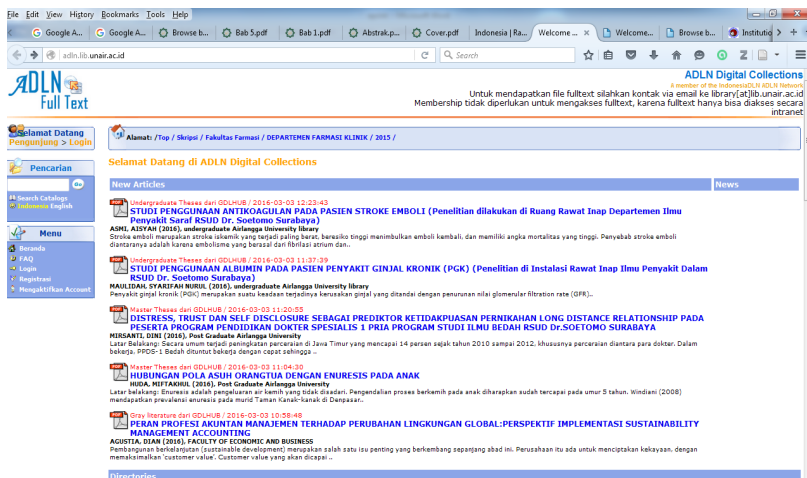 File Edit View History Bookmarks Tools Help
Google A... Google A... Browse b... Bab 5.pdf Bab 1.pdf Abstrak.p... Cover.pdf Indonesia | Ra... Welcome ... × Welcome... Browse b... Institutio
adln.lib.unair.ac.id
Search
ADLN
Full Text
ADLN Digital Collections
A member of the IndonesiaDLN ADLN Network
Untuk mendapatkan file fulltext silahkan kontak via email ke library[at]lib.unair.ac.id
Membership tidak diperlukan untuk mengakses fulltext, karena fulltext hanya bisa diakses secara
intranet
Selamat Datang
Pengunjung > Login
Alamat: /Top / Skripsi / Fakultas Farmasi / DEPARTEMEN FARMASI KLINIK / 2015 /
Pencarian
Go
Search Catalogs
Indonesia English
Menu
Beranda
FAQ
Login
Registrasi
Mengaktifkan Account
Selamat Datang di ADLN Digital Collections
New Articles
News
Undergraduate Theses dari GDLHUB / 2016-03-03 12:23:43
STUDI PENGGUNAAN ANTIKOAGULAN PADA PASIEN STROKE EMBOLI (Penelitian dilakukan di Ruang Rawat Inap Departemen Ilmu
Penyakit Saraf RSUD Dr. Soetomo Surabaya)
ASMI, AISYAH (2016), undergraduate Airlangga University library
Stroke emboli merupakan stroke iskemik yang terjadi paling berat, beresiko tinggi menimbulkan emboli kembali, dan memiliki angka mortalitas yang tinggi. Penyebab stroke emboli
diantaranya adalah karena embolisme yang berasal dari fibrilasi atrium dan..
Undergraduate Theses dari GDLHUB / 2016-03-03 11:37:39
STUDI PENGGUNAAN ALBUMIN PADA PASIEN PENYAKIT GINJAL KRONIK (PGK) (Penelitian di Instalasi Rawat Inap Ilmu Penyakit Dalam
RSUD Dr. Soetomo Surabaya)
MAULIDAH, SYARIFAH NURUL (2016), undergraduate Airlangga University library
Penyakit ginjal kronik (PGK) merupakan suatu keadaan terjadinya kerusakan ginjal yang ditandai dengan penurunan nilai glomerular filtration rate (GFR)..
Master Theses dari GDLHUB / 2016-03-03 11:20:55
DISTRESS, TRUST DAN SELF DISCLOSURE SEBAGAI PREDIKTOR KETIDAKPUASAN PERNIKAHAN LONG DISTANCE RELATIONSHIP PADA
PESERTA PROGRAM PENDIDIKAN DOKTER SPESIALIS 1 PRIA PROGRAM STUDI ILMU BEDAH RSUD Dr.SOETOMO SURABAYA
MIRSANTI, DINI (2016), Post Graduate Airlangga University
Latar Belakang: Secara umum terjadi peningkatan perceraian di Jawa Timur yang mencapai 14 persen sejak tahun 2010 sampai 2012, khususnya perceraian diantara para dokter. Dalam
bekerja, PPDS-1 Bedah dituntut bekerja dengan cepat sehingga ..
Master Theses dari GDLHUB / 2016-03-03 11:04:30
HUBUNGAN POLA ASUH ORANGTUA DENGAN ENURESIS PADA ANAK
HUDA, MIFTAKHUL (2016), Post Graduate Airlangga University
Latar belakang: Enuresis adalah pengeluaran air kemih yang tidak disadari. Pengendalian proses berkemih pada anak diharapkan sudah tercapai pada umur 5 tahun. Windiani (2008)
mendapatkan prevalensi enuresis pada murid Taman Kanak-kanak di Denpasar..
Gray literature dari GDLHUB / 2016-03-03 10:58:48
PERAN PROFESI AKUNTAN MANAJEMEN TERHADAP PERUBAHAN LINGKUNGAN GLOBAL:PERSPEKTIF IMPLEMENTASI SUSTAINABILITY
MANAGEMENT ACCOUNTING
AGUSTIA, DIAN (2016), FACULTY OF ECONOMIC AND BUSINESS
Pembangunan berkelanjutan (sustainable development) merupakan salah satu isu penting yang berkembang sepanjang abad ini. Perusahaan itu ada untuk menciptakan kekayaan, dengan
memaksimalkan 'customer value'. Customer value yang akan dicapai ..
Directories